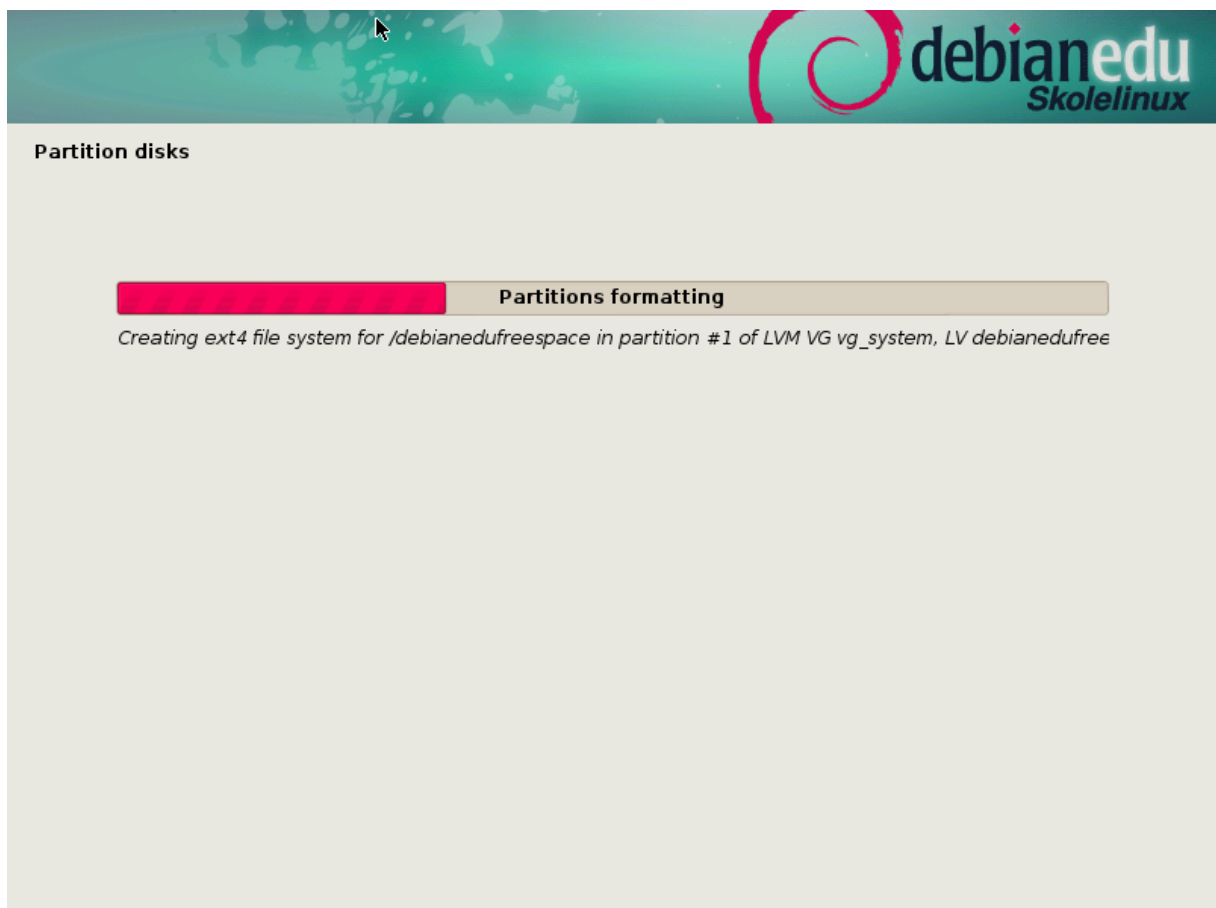 debianedu
Skolelinux
Partition disks
Partitions formatting
Creating ext4 file system for /debianedufreespace in partition #1 of LVM VG vg_system, LV debianedufree